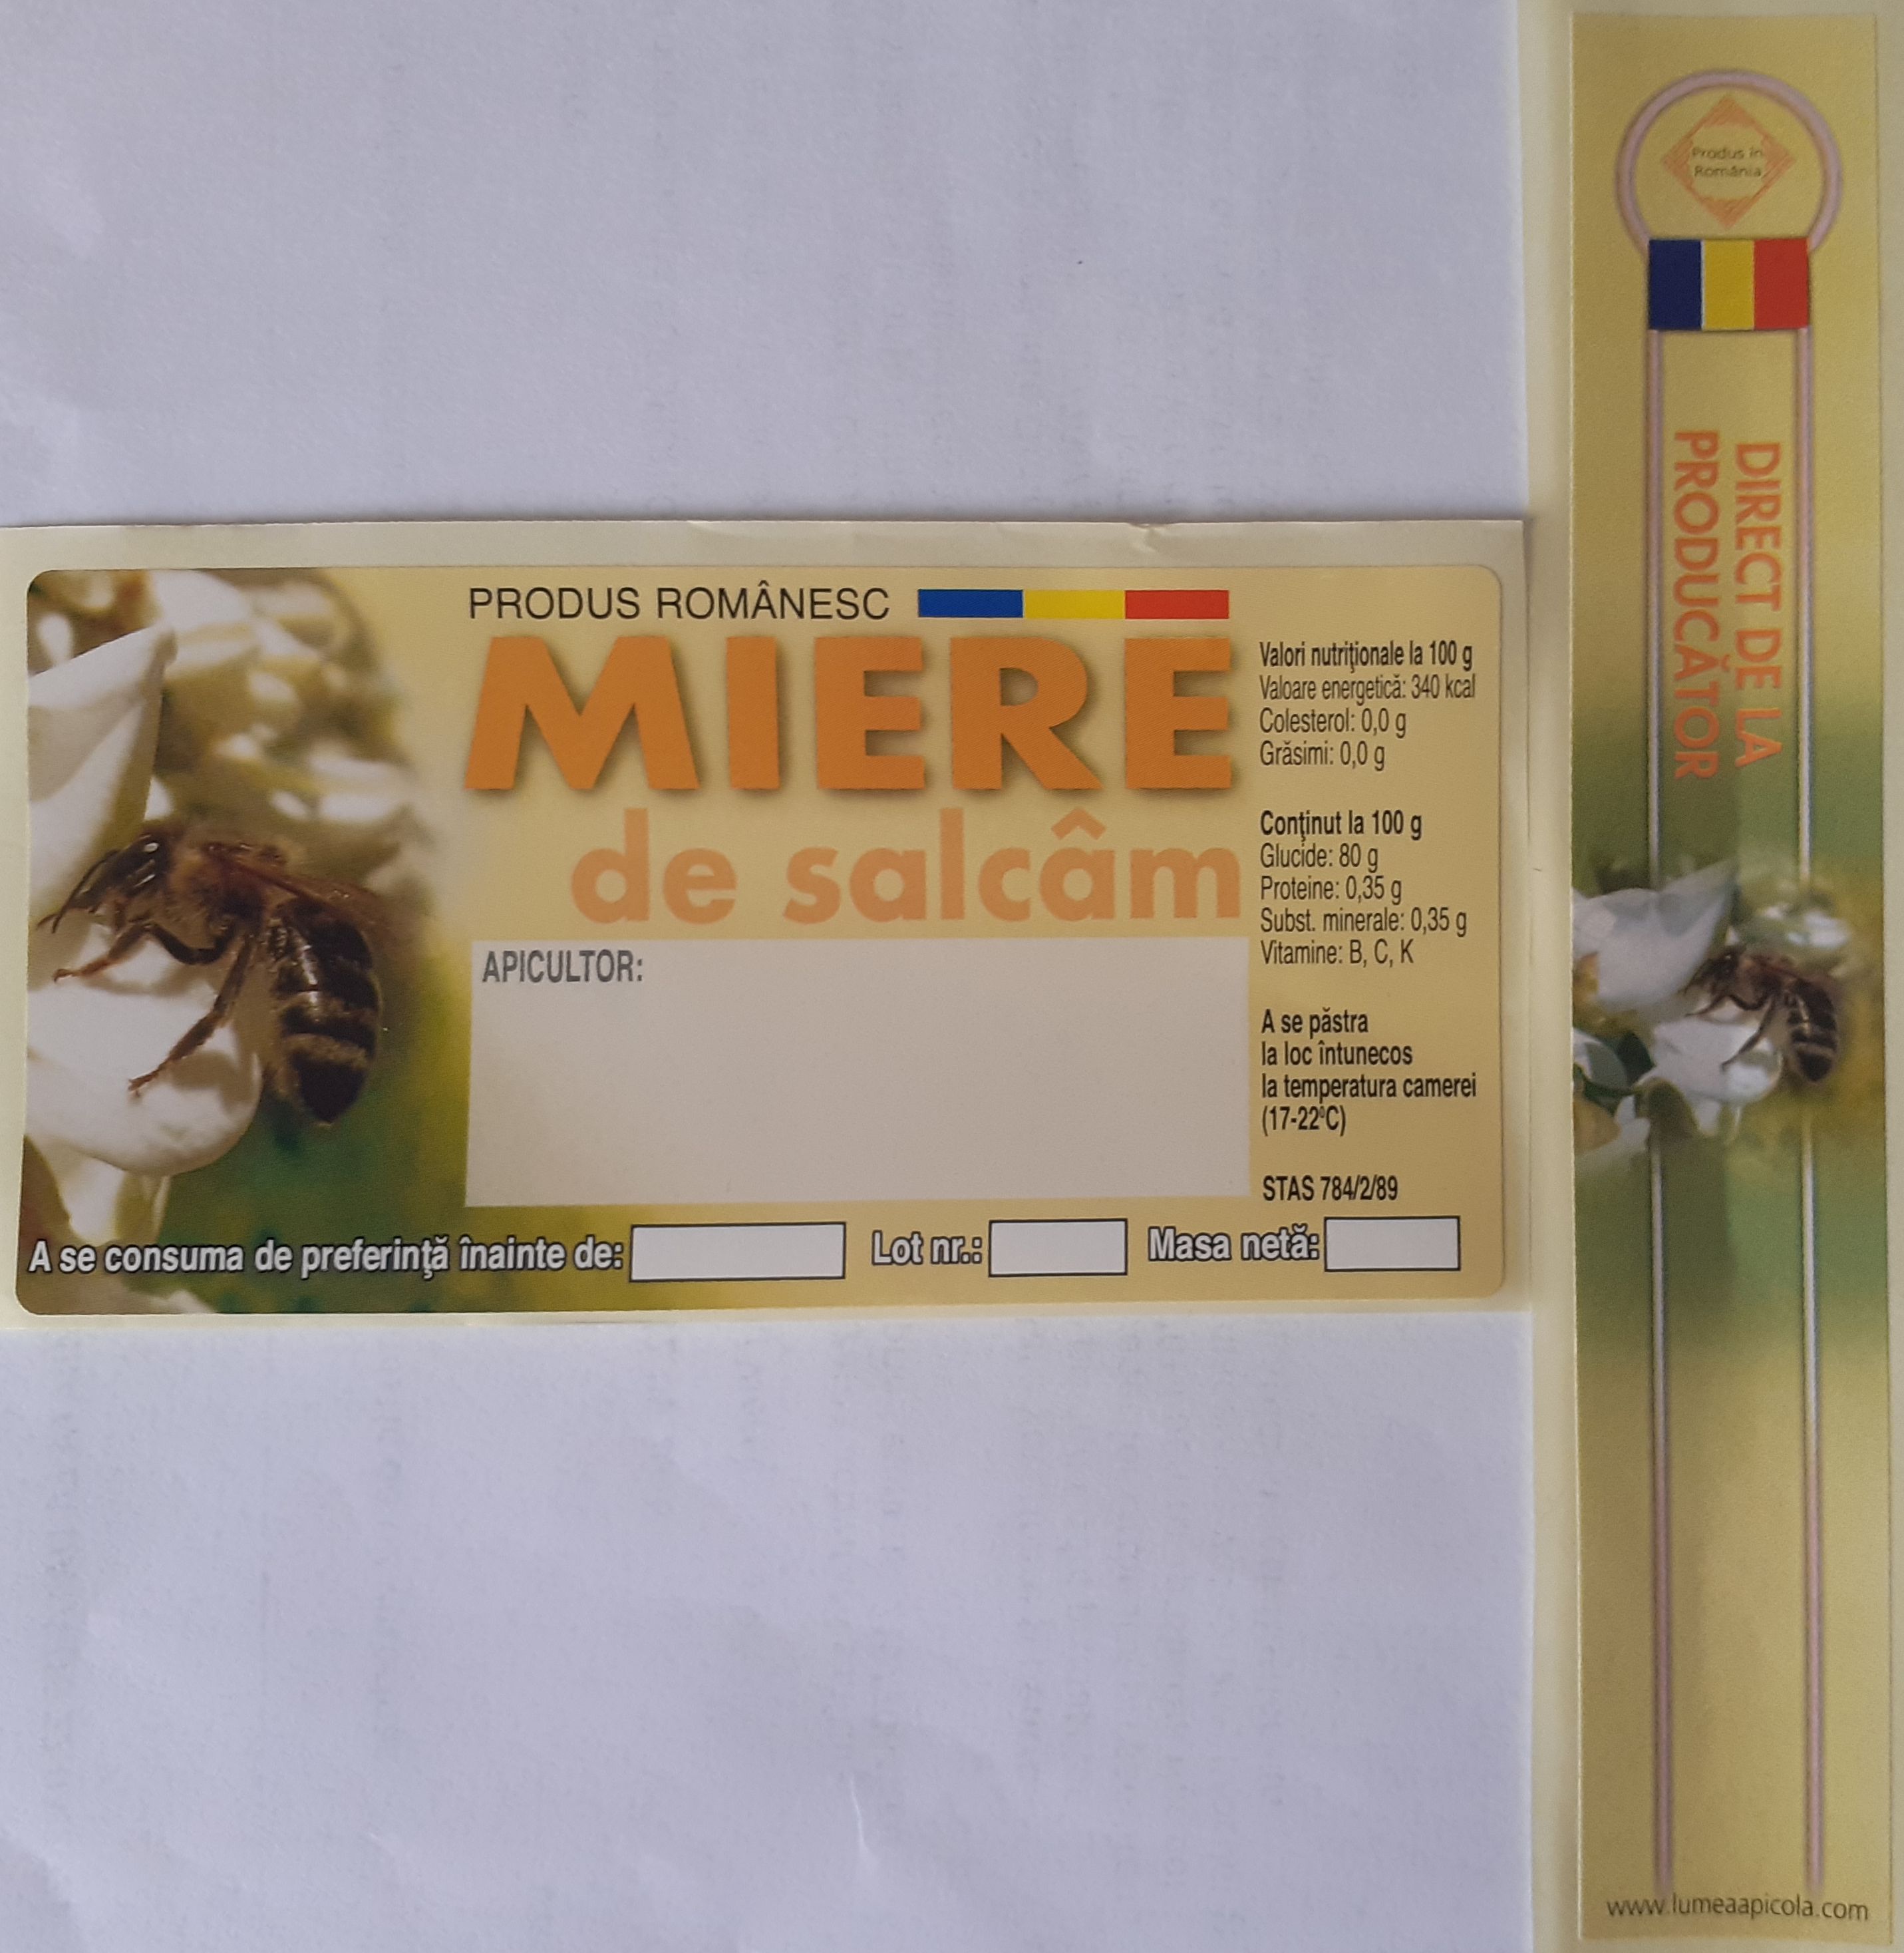 PRODUS ROMÂNESC
MIERE
de salcâm
APICULTOR:
Valori nutriţionale la 100 g
Valoare energetică: 340 kcal
Colesterol: 0,0 g
Grăsimi: 0,0 g
Conţinut la 100 g
Glucide: 80 g
Proteine: 0,35 g
Subst. minerale: 0,35 g
Vitamine: B, C, K
A se păstra
la loc întunecos
la temperatura camerei
(17-22°C)
STAS 784/2/89
A se consuma de preferinţă înainte de:
Lot nr.:
Masa netă:
Produs în
România
DIRECT DE LA
PRODUCĂTOR
www.lumeaapicola.com